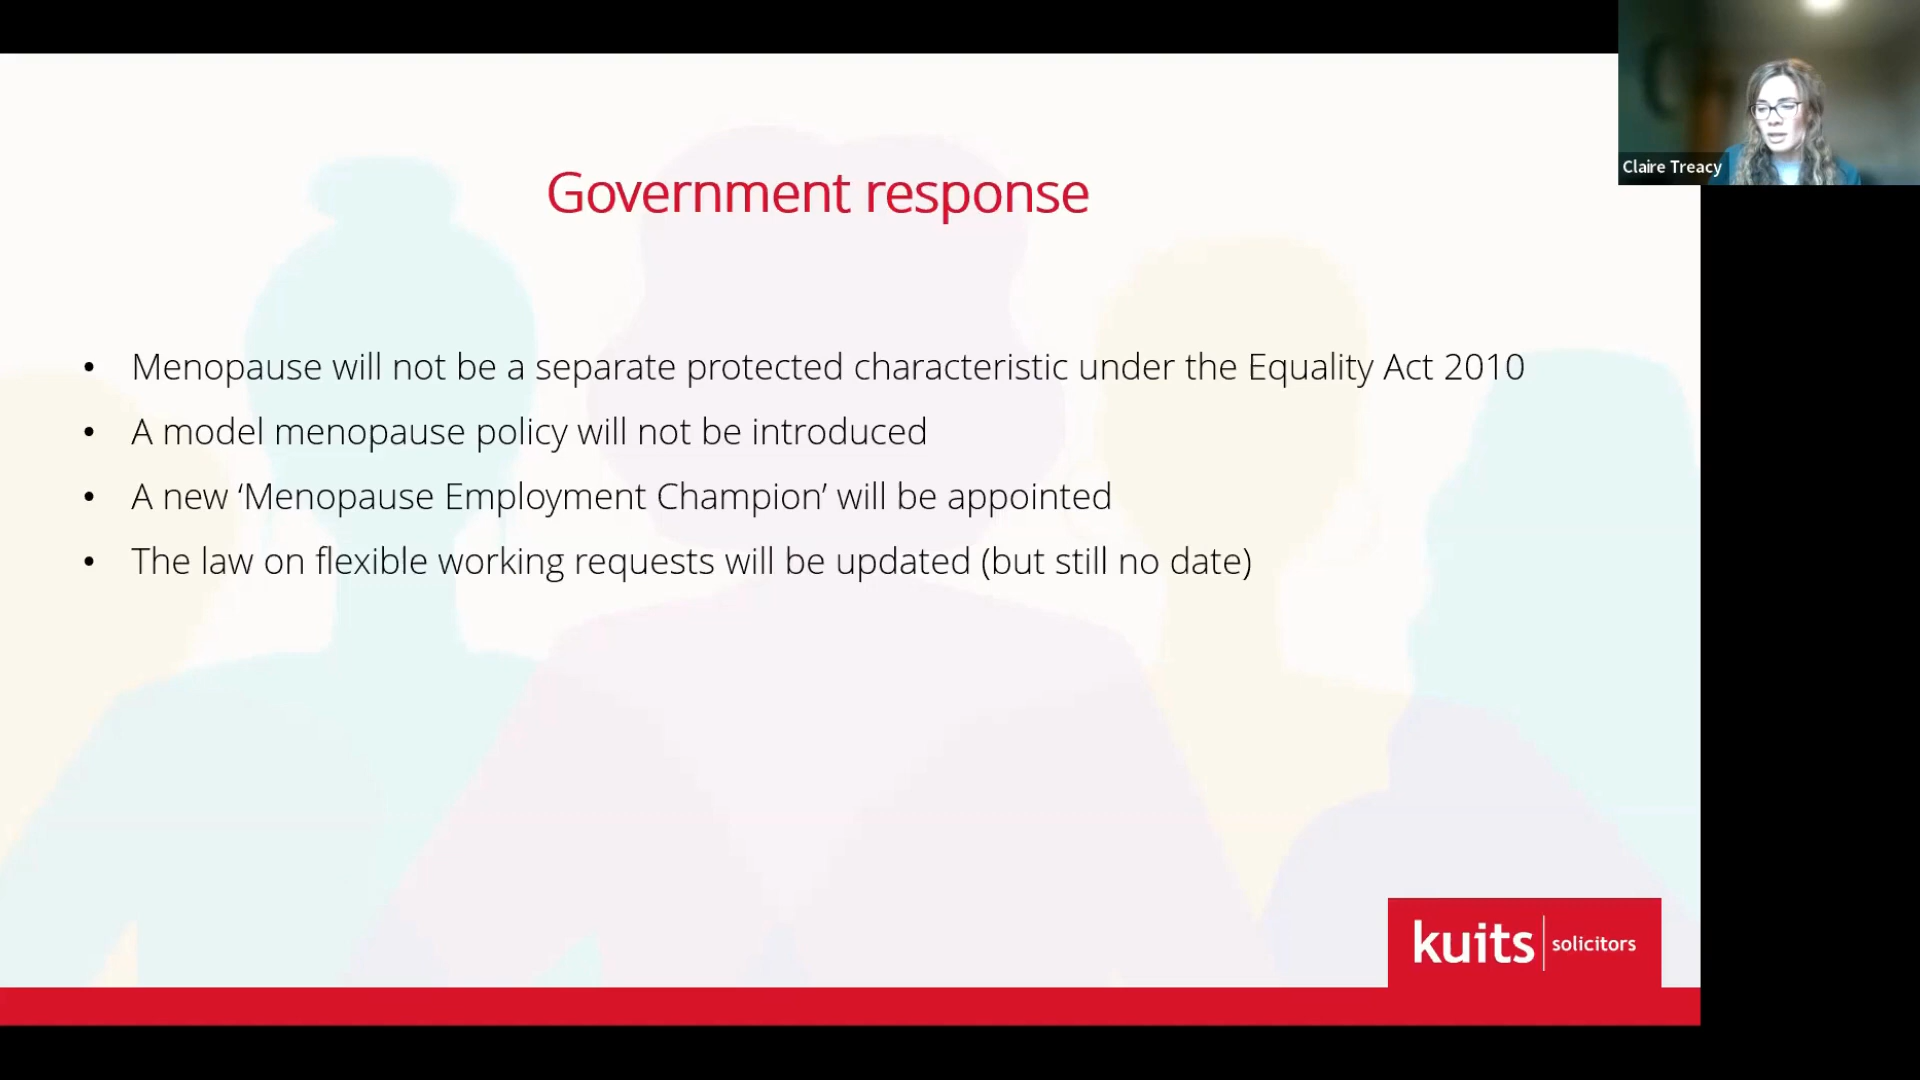 Claire Treacy
Government response
• Menopause will not be a separate protected characteristic under the Equality Act 2010
• A model menopause policy will not be introduced
• A new ‘Menopause Employment Champion’ will be appointed
• The law on flexible working requests will be updated (but still no date)
kuits solicitors